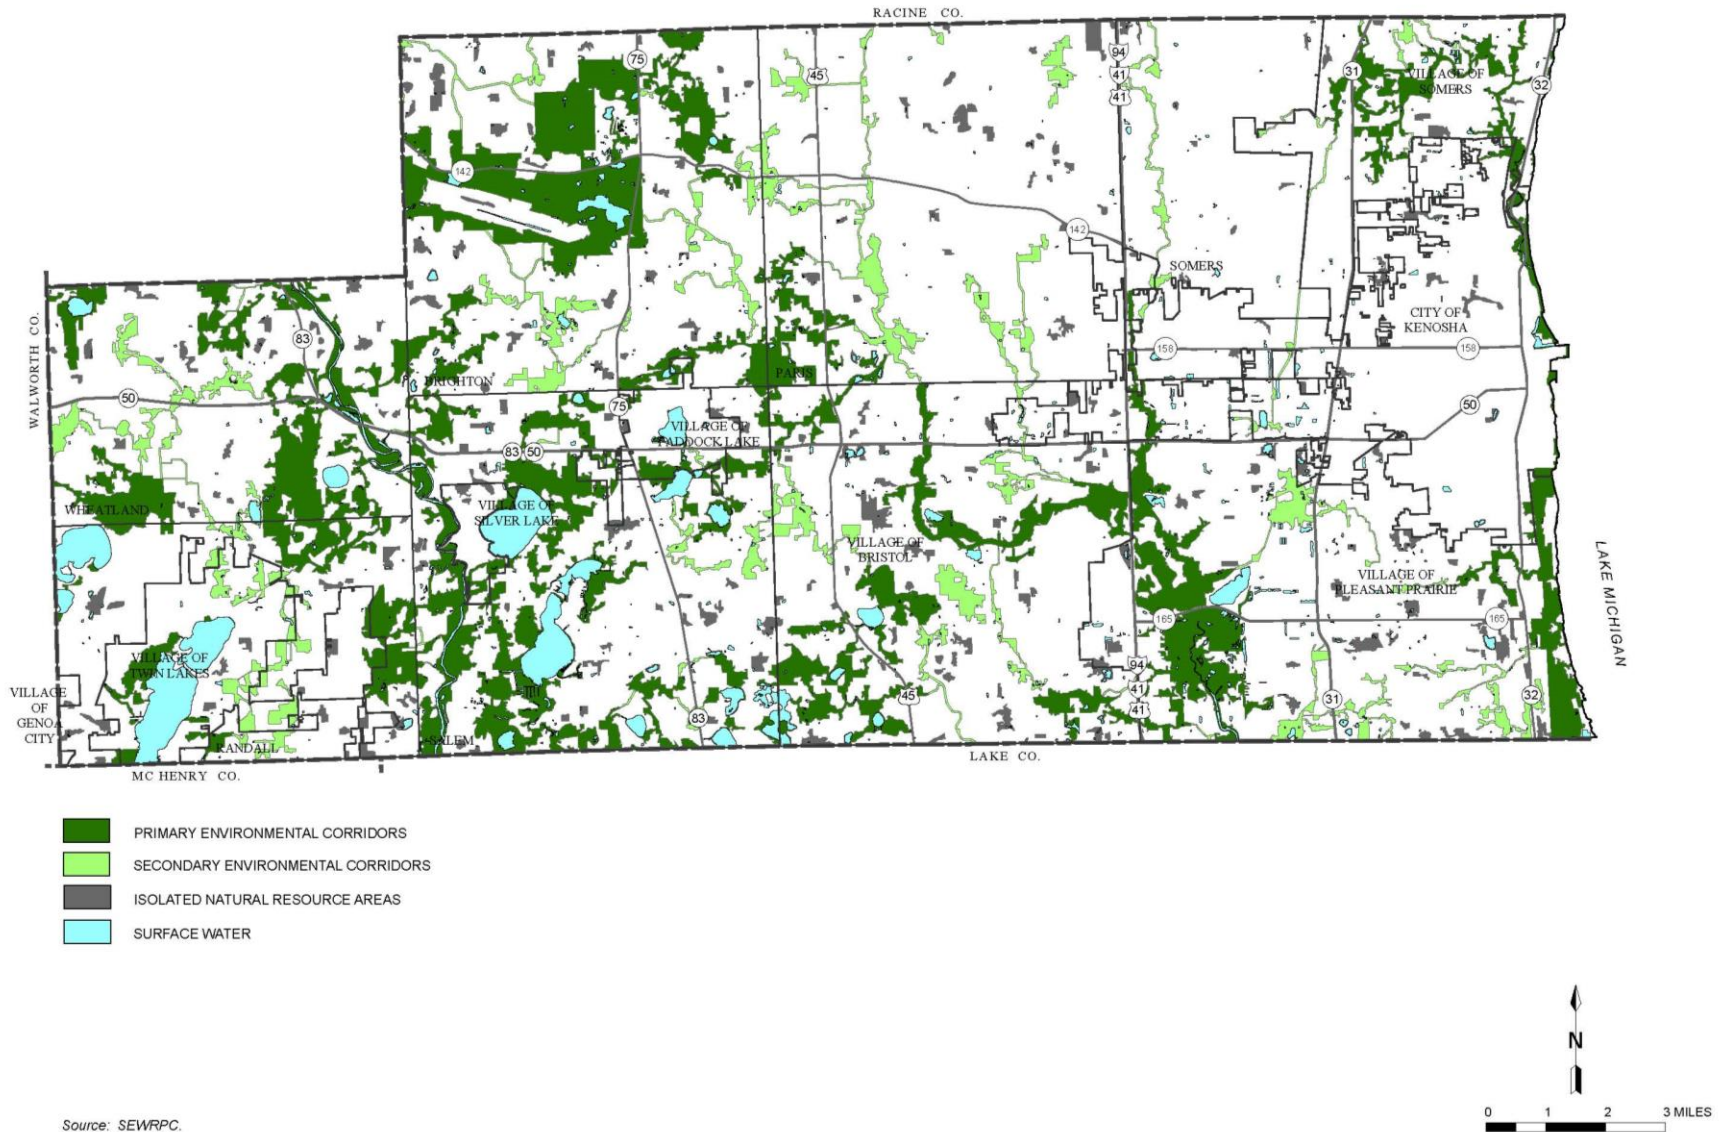 RACINE CO.
75
45
94
41
41
31
VILLAGE OF
SOMERS
32
142
142
SOMERS
CITY OF
KENOSHA
WALWORTH CO.
83
158
158
BRIGHTON
PARIS
50
75
50
VILLAGE OF
PADDOCK LAKE
83
50
WHEATLAND
VILLAGE OF
SILVER LAKE
VILLAGE OF
BRISTOL
VILLAGE OF
PLEASANT PRAIRIE
LAKE MICHIGAN
165
165
VILLAGE OF
TWIN LAKES
VILLAGE
OF
GENOA
CITY
94
41
41
45
31
32
83
RANDALL
SALEM
MC HENRY CO.
LAKE CO.
PRIMARY ENVIRONMENTAL CORRIDORS
SECONDARY ENVIRONMENTAL CORRIDORS
ISOLATED NATURAL RESOURCE AREAS
SURFACE WATER
N
0 1 2 3 MILES
Source: SEWRPC.